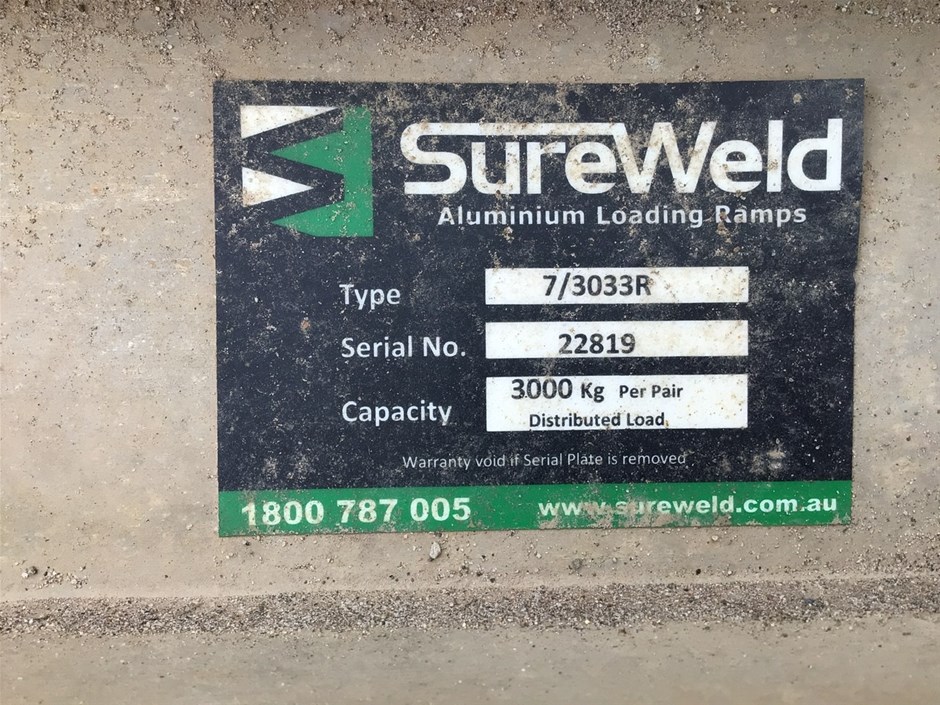 SureWeld
Aluminium Loading Ramps
Type 7/3033R
Serial No. 22819
Capacity 3000 Kg Per Pair
Distributed Load
Warranty void if Serial Plate is removed
1800 787 005 www.sureweld.com.au